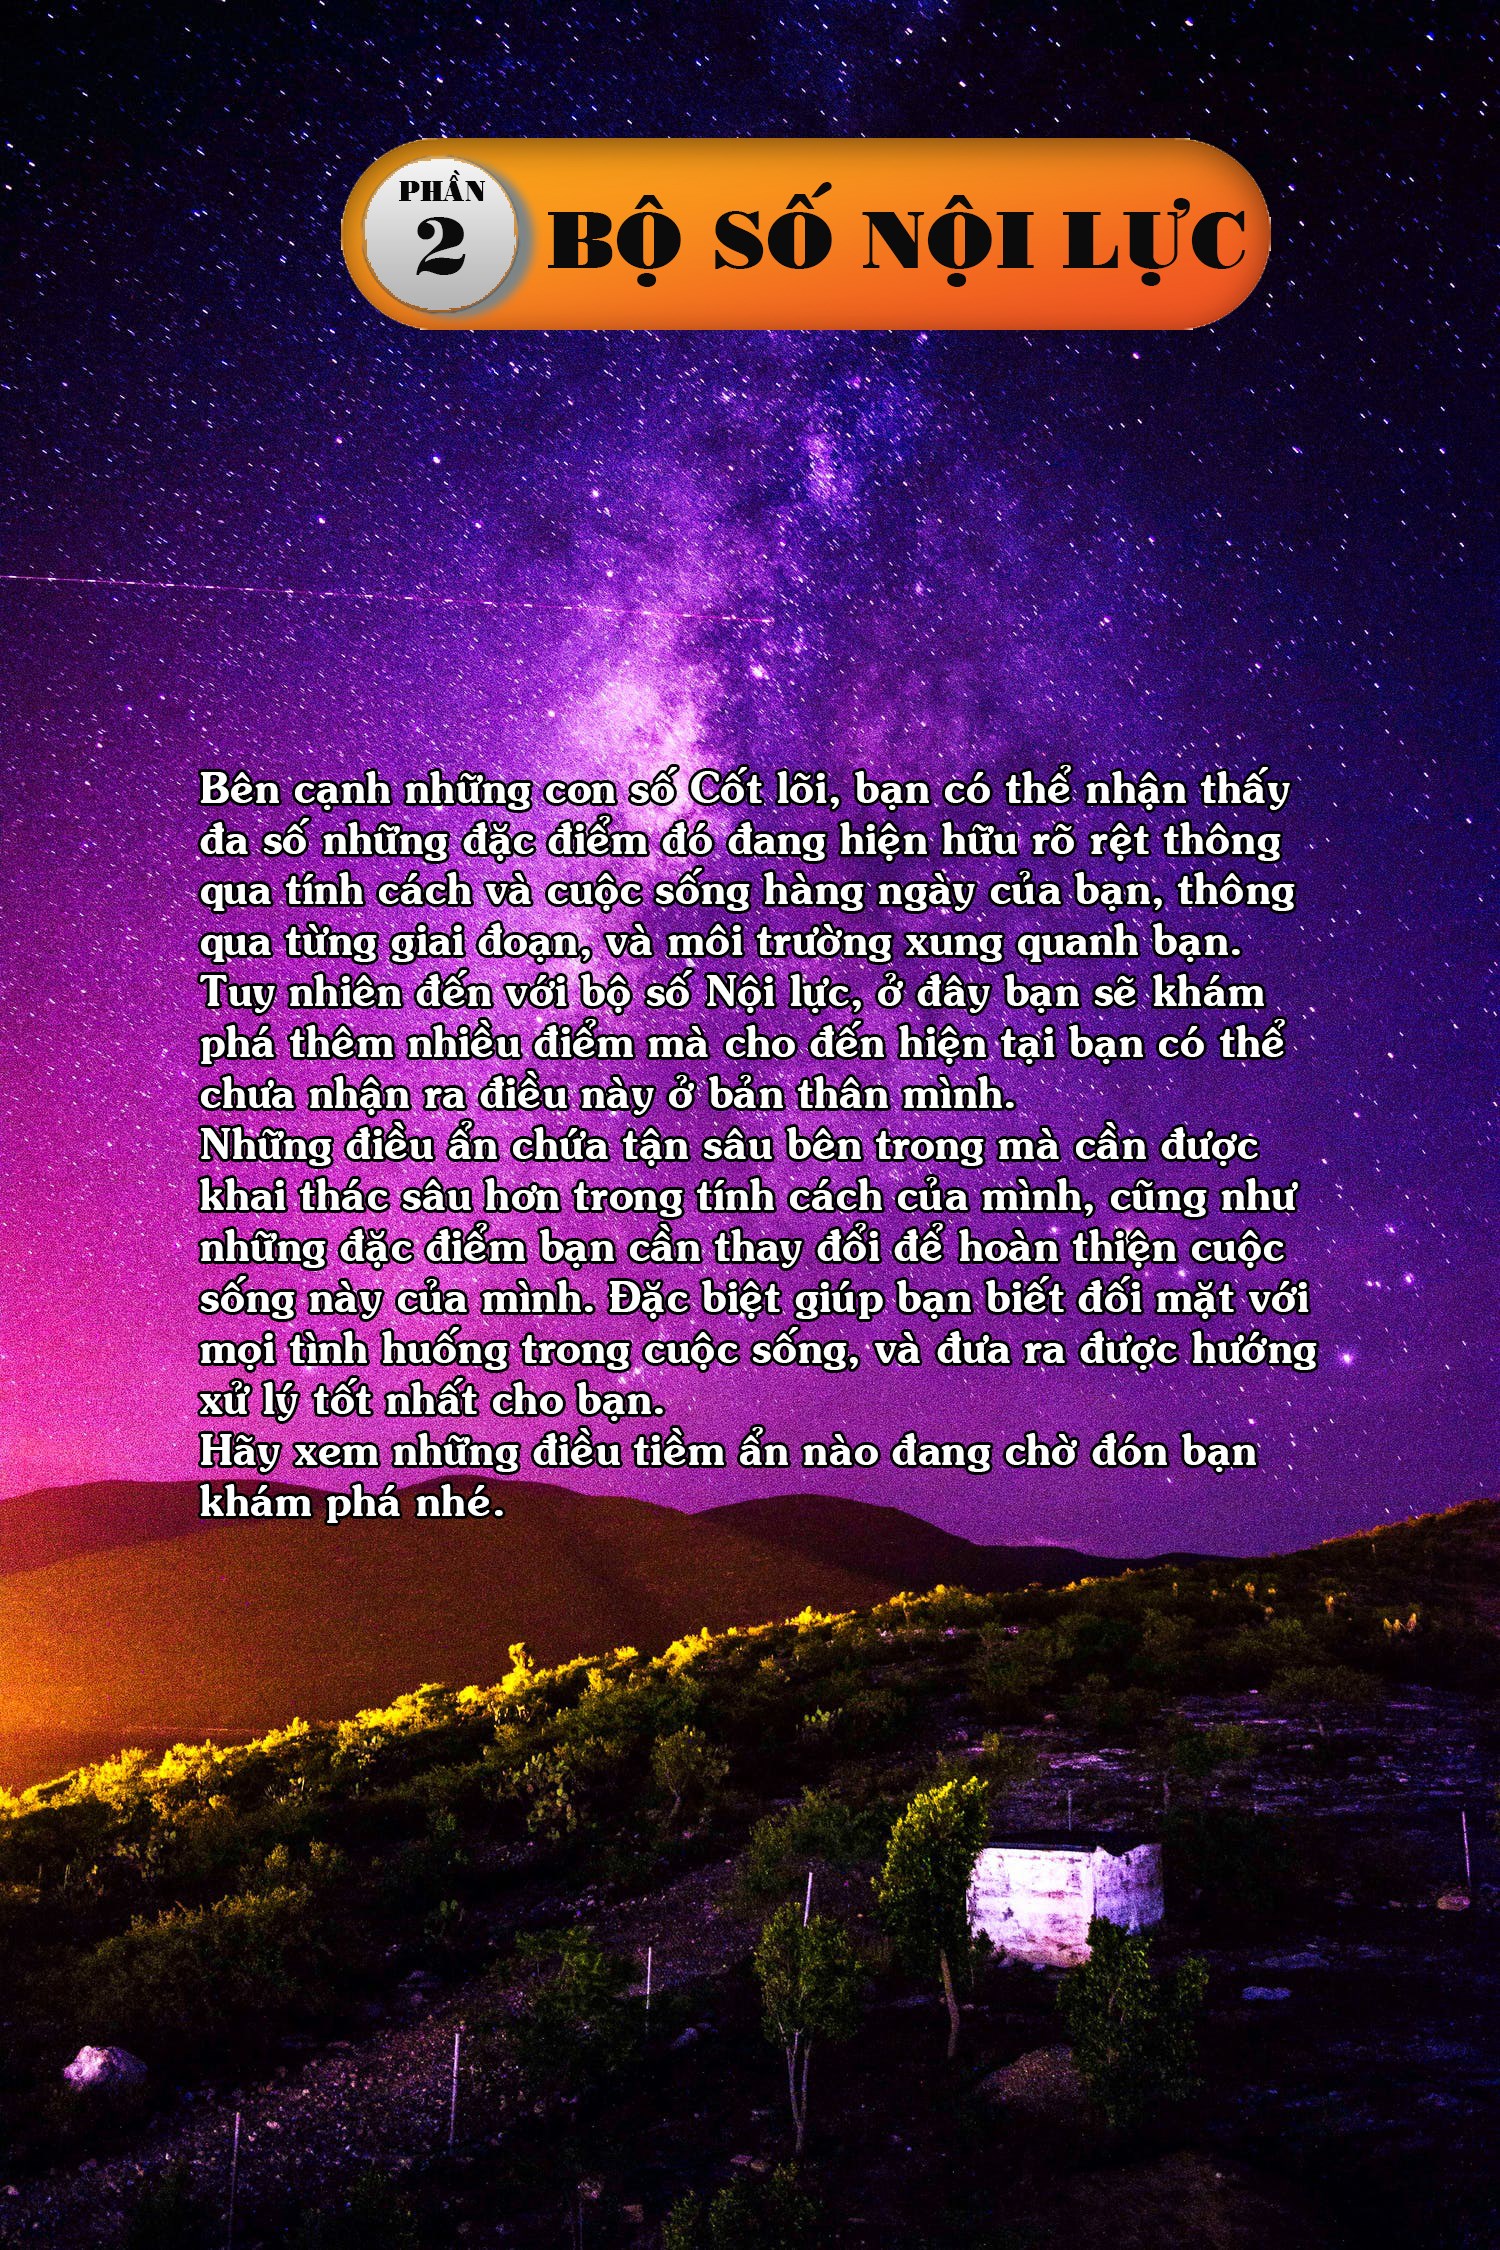 PHẦN
2
BỘ SỐ NỘI LỰC
Bên cạnh những con số Cốt lõi, bạn có thể nhận thấy
đa số những đặc điểm đó đang hiện hữu rõ rệt thông
qua tính cách và cuộc sống hàng ngày của bạn, thông
qua từng giai đoạn, và môi trường xung quanh bạn.
Tuy nhiên đến với bộ số Nội lực, ở đây bạn sẽ khám
phá thêm nhiều điểm mà cho đến hiện tại bạn có thể
chưa nhận ra điều này ở bản thân mình.
Những điều ẩn chứa tận sâu bên trong mà cần được
khai thác sâu hơn trong tính cách của mình, cũng như
những đặc điểm bạn cần thay đổi để hoàn thiện cuộc
sống này của mình. Đặc biệt giúp bạn biết đối mặt với
mọi tình huống trong cuộc sống, và đưa ra được hướng
xử lý tốt nhất cho bạn.
Hãy xem những điều tiềm ẩn nào đang chờ đón bạn
khám phá nhé.